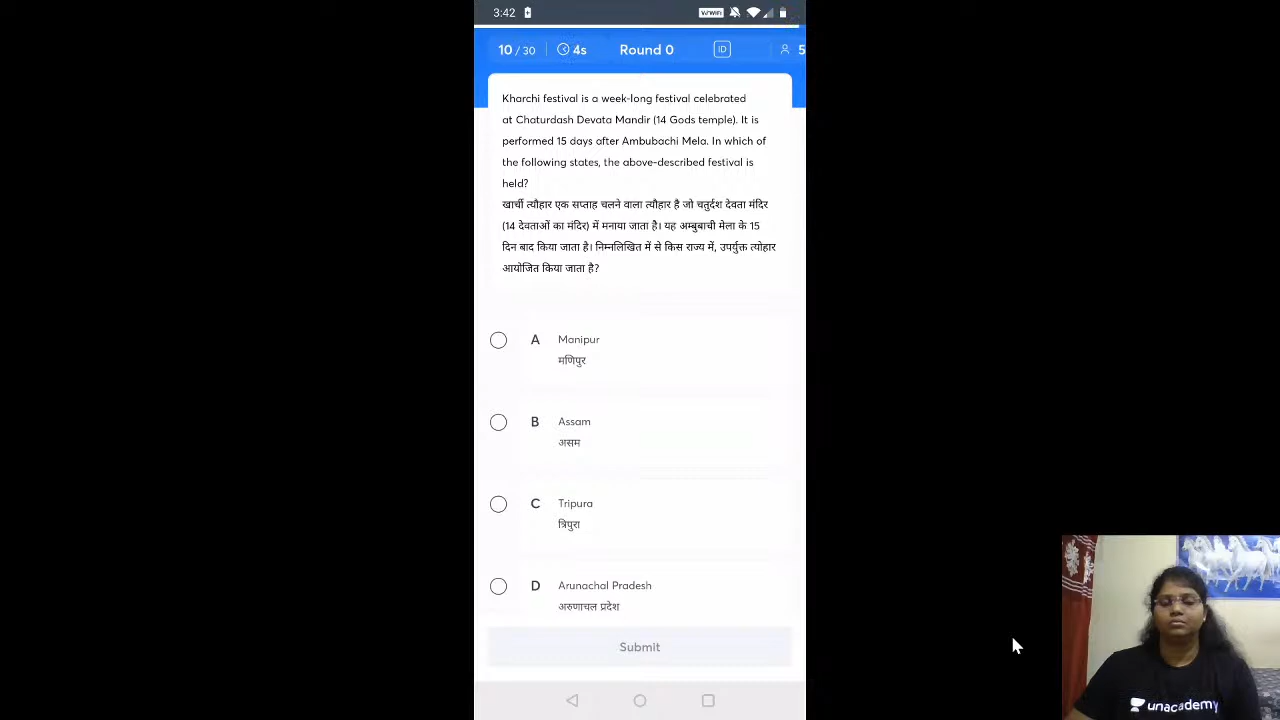 3:42
VoWiFi
10 / 30
4s
Round 0
ID
5
Kharchi festival is a week-long festival celebrated
at Chaturdash Devata Mandir (14 Gods temple). It is
performed 15 days after Ambubachi Mela. In which of
the following states, the above-described festival is
held?
खार्ची त्यौहार एक सप्ताह चलने वाला त्यौहार है जो चतुर्दश देवता मंदिर
(14 देवताओं का मंदिर) में मनाया जाता है। यह अम्बुबाची मेला के 15
दिन बाद किया जाता है। निम्नलिखित में से किस राज्य में, उपर्युक्त त्योहार
आयोजित किया जाता है?
A Manipur
मणिपुर
B Assam
असम
C Tripura
त्रिपुरा
D Arunachal Pradesh
अरुणाचल प्रदेश
Submit
unacademy